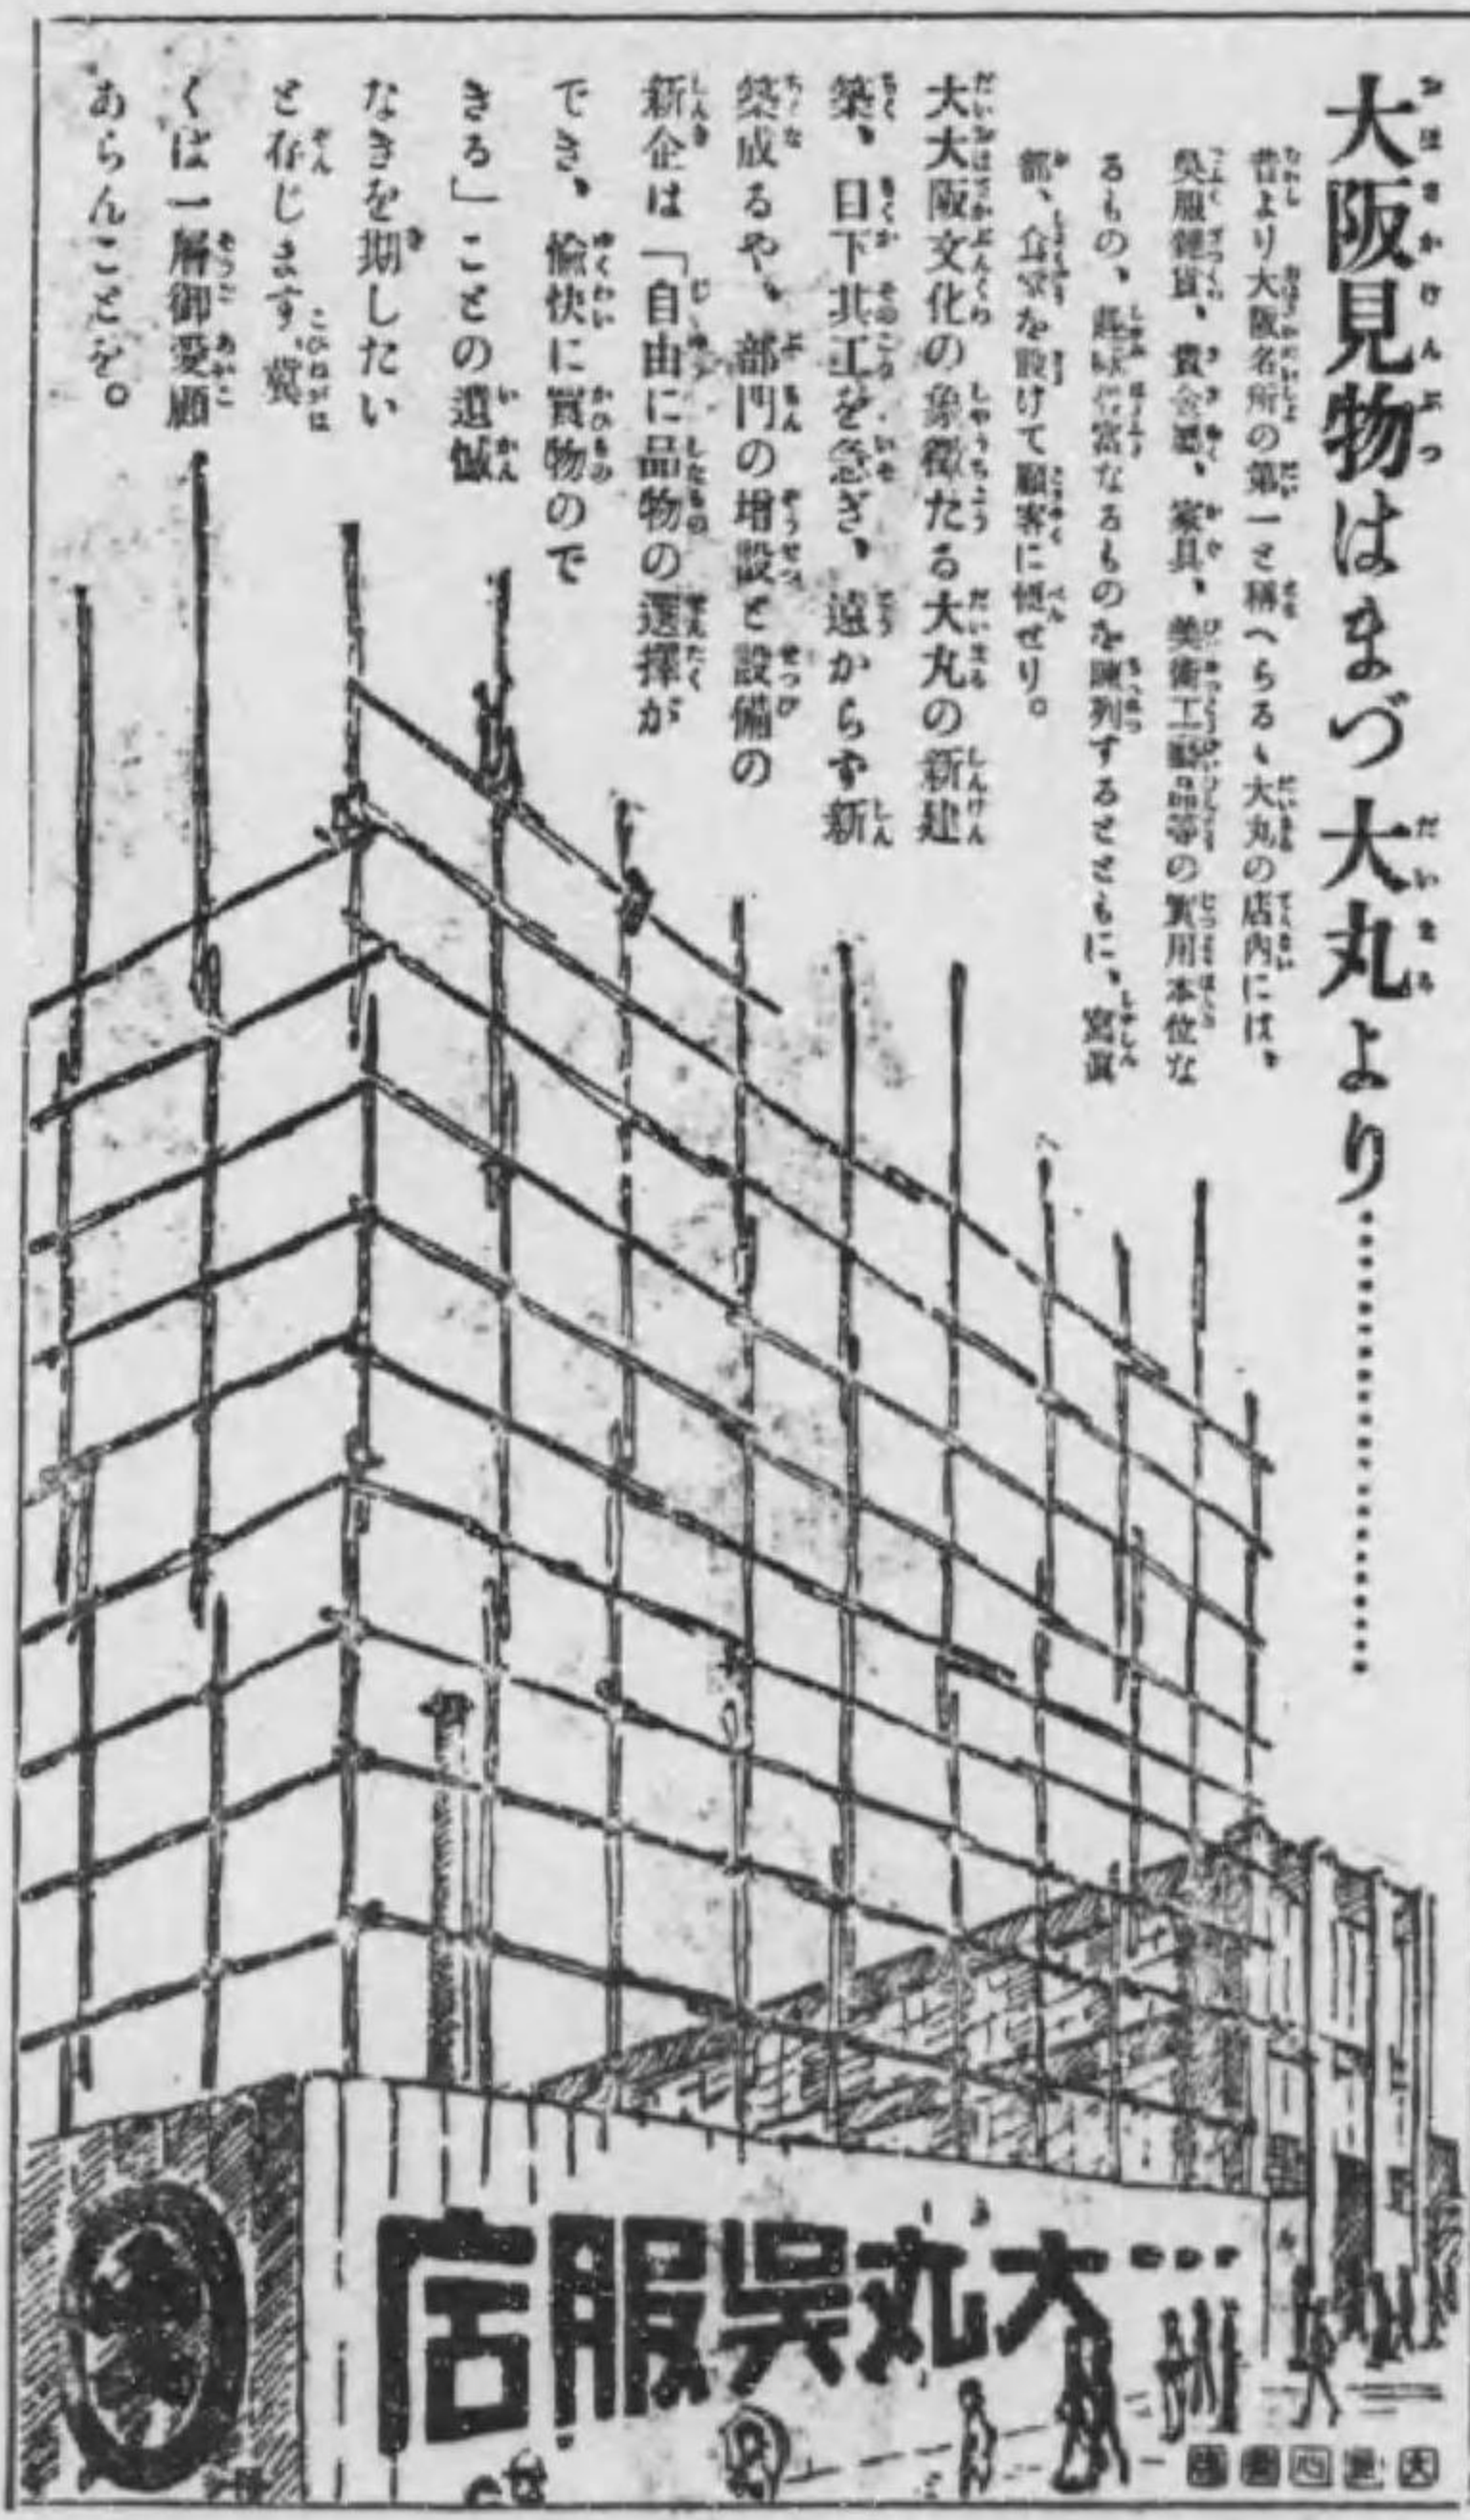 大阪見物はまづ大丸より………………
昔より大阪名所の第一と稱へらるゝ大丸の店内には、
吳服雜貨、貴金屬、家具、美術工藝品等の實用本位な
るもの、趣味豊富なるものを陳列するとともに、寫眞
部、食堂を設けて顧客に便せり。
大大阪文化の象徴たる大丸の新建
築、目下其工を急ぎ、遠からず新
築成るや、部門の增設と設備の
新企は「自由に品物の選擇が
でき、愉快に買物ので
きる」ことの遺憾
なきを期したい
と存じます、冀
くは一層御愛顧
あらんことを。
大丸吳服店
大阪心齋橋